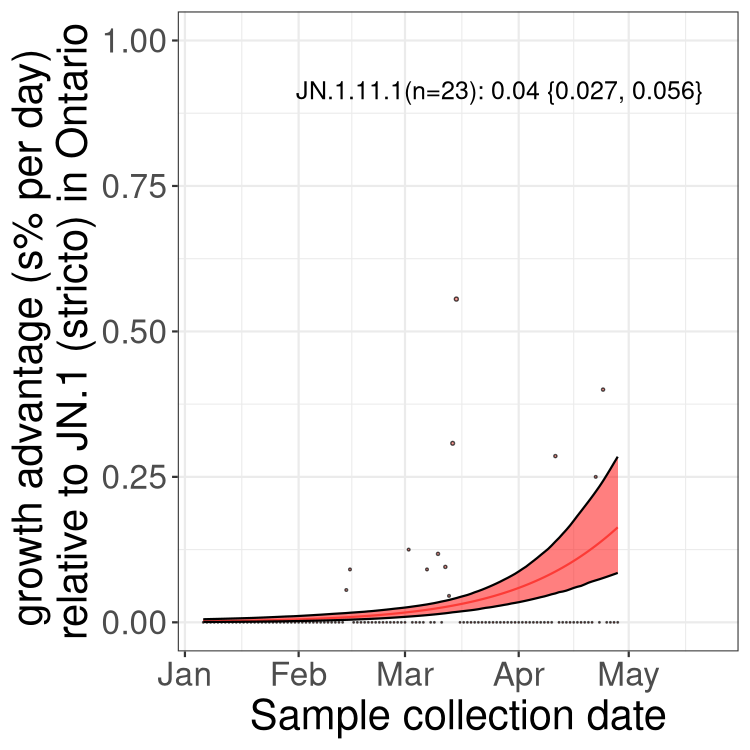 growth advantage (s% per day)
relative to JN.1 (stricto) in Ontario
1.00
0.75
0.50
0.25
0.00
JN.1.11.1(n=23): 0.04 {0.027, 0.056}
Jan Feb Mar Apr May
Sample collection date